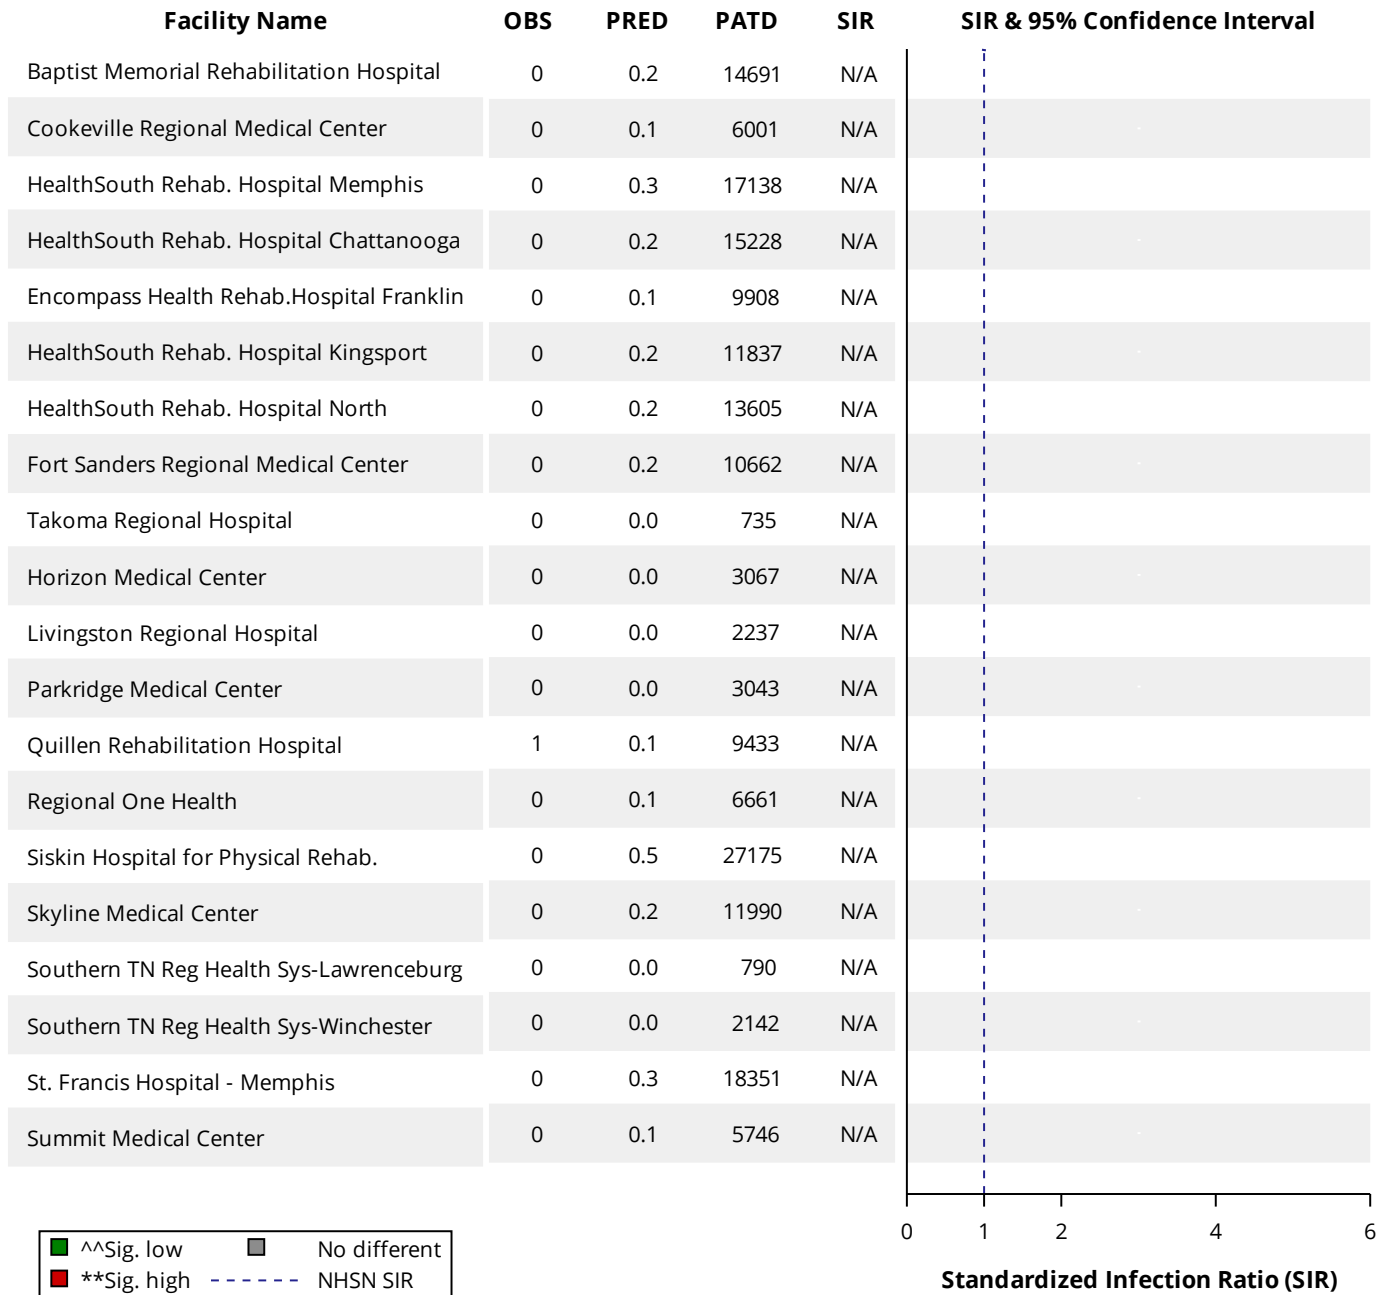 Facility Name OBS PRED PATD SIR SIR & 95% Confidence Interval
Baptist Memorial Rehabilitation Hospital 0 0.2 14691 N/A
Cookeville Regional Medical Center 0 0.1 6001 N/A
HealthSouth Rehab. Hospital Memphis 0 0.3 17138 N/A
HealthSouth Rehab. Hospital Chattanooga 0 0.2 15228 N/A
Encompass Health Rehab.Hospital Franklin 0 0.1 9908 N/A
HealthSouth Rehab. Hospital Kingsport 0 0.2 11837 N/A
HealthSouth Rehab. Hospital North 0 0.2 13605 N/A
Fort Sanders Regional Medical Center 0 0.2 10662 N/A
Takoma Regional Hospital 0 0.0 735 N/A
Horizon Medical Center 0 0.0 3067 N/A
Livingston Regional Hospital 0 0.0 2237 N/A
Parkridge Medical Center 0 0.0 3043 N/A
Quillen Rehabilitation Hospital 1 0.1 9433 N/A
Regional One Health 0 0.1 6661 N/A
Siskin Hospital for Physical Rehab. 0 0.5 27175 N/A
Skyline Medical Center 0 0.2 11990 N/A
Southern TN Reg Health Sys-Lawrenceburg 0 0.0 790 N/A
Southern TN Reg Health Sys-Winchester 0 0.0 2142 N/A
St. Francis Hospital - Memphis 0 0.3 18351 N/A
Summit Medical Center 0 0.1 5746 N/A
0 1 2 4 6
^^Sig. low No different
**Sig. high NHSN SIR
Standardized Infection Ratio (SIR)